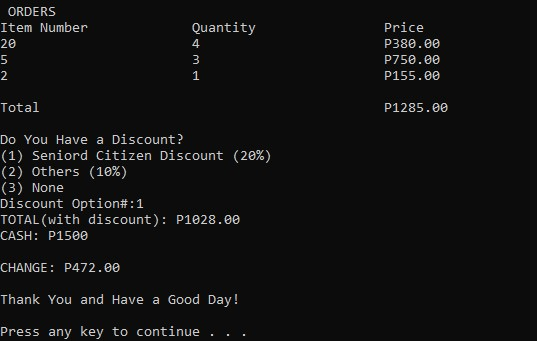 ORDERS
Item Number Quantity Price
20 4 P380.00
5 3 P750.00
2 1 P155.00
Total P1285.00
Do You Have a Discount?
(1) Seniord Citizen Discount (20%)
(2) Others (10%)
(3) None
Discount Option#:1
TOTAL(with discount): P1028.00
CASH: P1500
CHANGE: P472.00
Thank You and Have a Good Day!
Press any key to continue . . .